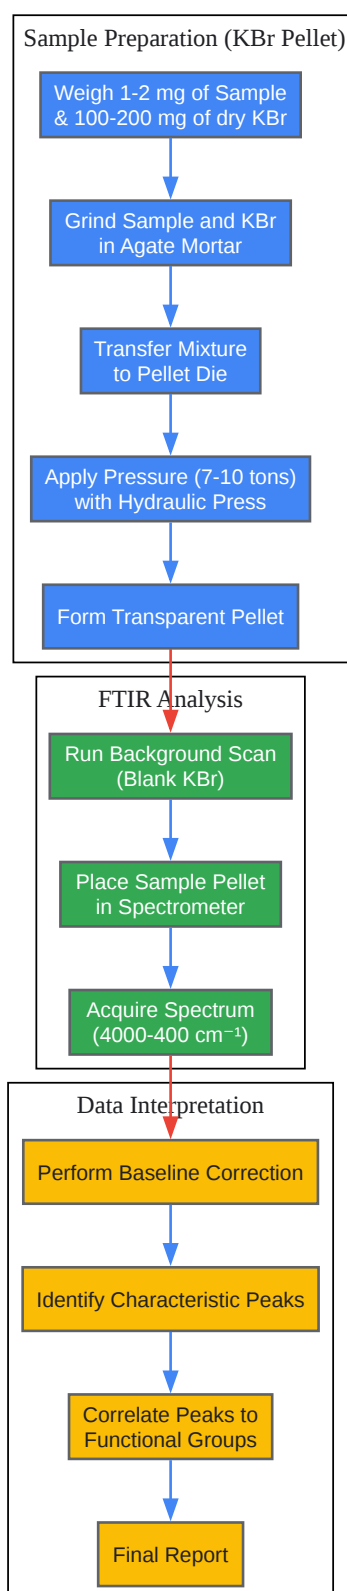 Sample Preparation (KBr Pellet)
Weigh 1-2 mg of Sample
& 100-200 mg of dry KBr
Grind Sample and KBr
in Agate Mortar
Transfer Mixture
to Pellet Die
Apply Pressure (7-10 tons)
with Hydraulic Press
Form Transparent Pellet
FTIR Analysis
Run Background Scan
(Blank KBr)
Place Sample Pellet
in Spectrometer
Acquire Spectrum
(4000-400 cm⁻¹)
Data Interpretation
Perform Baseline Correction
Identify Characteristic Peaks
Correlate Peaks to
Functional Groups
Final Report